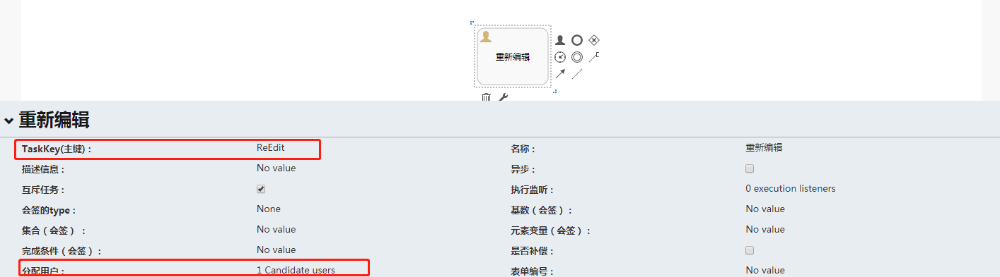 重新编辑
重新编辑
TaskKey(主键)： ReEdit 名称： 重新编辑
描述信息： No value 异步：
互斥任务： 执行监听： 0 execution listeners
会签的type： None 基数（会签）： No value
集合（会签）： No value 元素变量（会签）： No value
完成条件（会签）： No value 是否补偿：
分配用户： 1 Candidate users 表单编号： No value